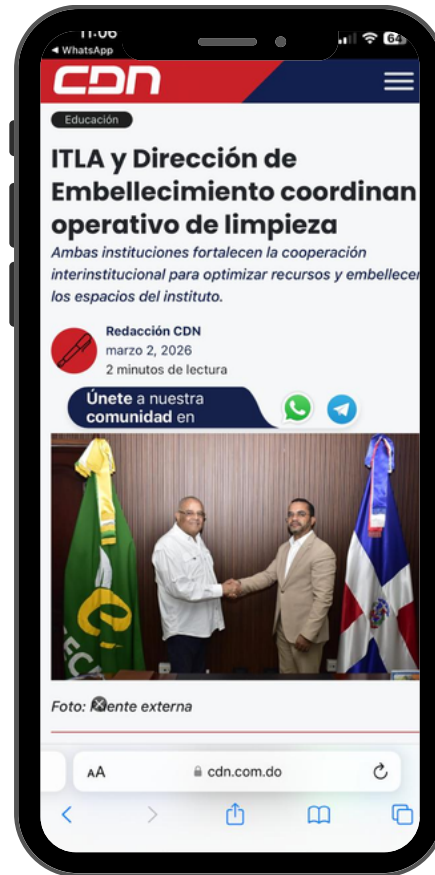 11:06
◀ WhatsApp
64
CDN
Educación
ITLA y Dirección de
Embellecimiento coordinan
operativo de limpieza
Ambas instituciones fortalecen la cooperación
interinstitucional para optimizar recursos y embellecer
los espacios del instituto.
Redacción CDN
marzo 2, 2026
2 minutos de lectura
Únete a nuestra
comunidad en
Foto: Fuente externa
AA
cdn.com.do